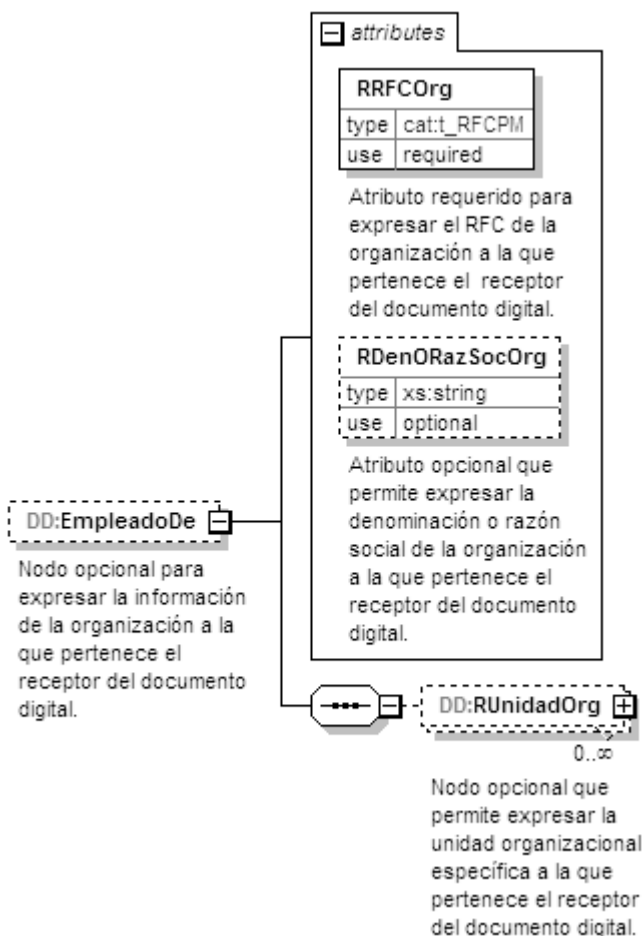 attributes
RRFCOrg
type cat:t_RFCPM
use required
Atributo requerido para
expresar el RFC de la
organización a la que
pertenece el receptor
del documento digital.
RDenORazSocOrg
type xs:string
use optional
Atributo opcional que
permite expresar la
denominación o razón
social de la organización
a la que pertenece el
receptor del documento
digital.
DD:EmpleadoDe
Nodo opcional para
expresar la información
de la organización a la
que pertenece el
receptor del documento
digital.
DD:RUnidadOrg
0..∞
Nodo opcional que
permite expresar la
unidad organizacional
específica a la que
pertenece el receptor
del documento digital.